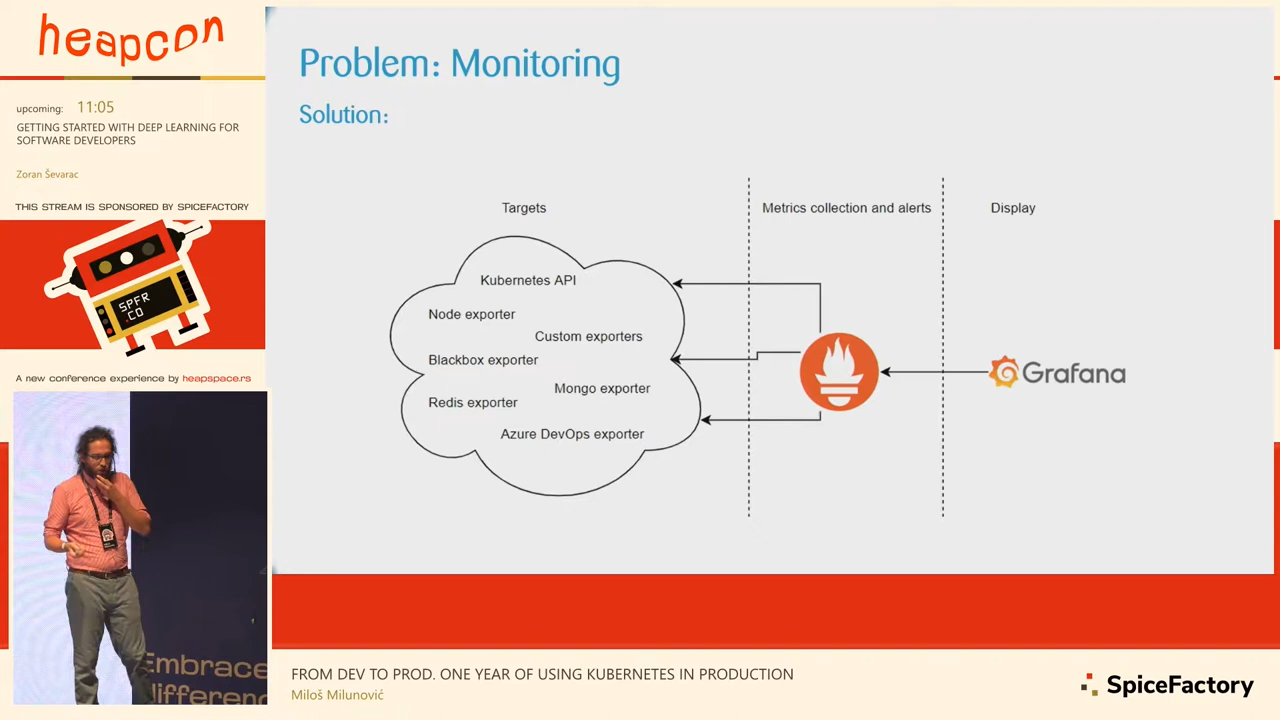 heapcon
upcoming: 11:05
GETTING STARTED WITH DEEP LEARNING FOR
SOFTWARE DEVELOPERS
Zoran Ševarac
THIS STREAM IS SPONSORED BY SPICEFACTORY
SPFR
.CO
A new conference experience by heapspace.rs
Embrace
differenc
Problem: Monitoring
Solution:
Targets
Metrics collection and alerts
Display
Kubernetes API
Node exporter
Custom exporters
Blackbox exporter
Mongo exporter
Redis exporter
Azure DevOps exporter
Grafana
FROM DEV TO PROD. ONE YEAR OF USING KUBERNETES IN PRODUCTION
Miloš Milunović
SpiceFactory